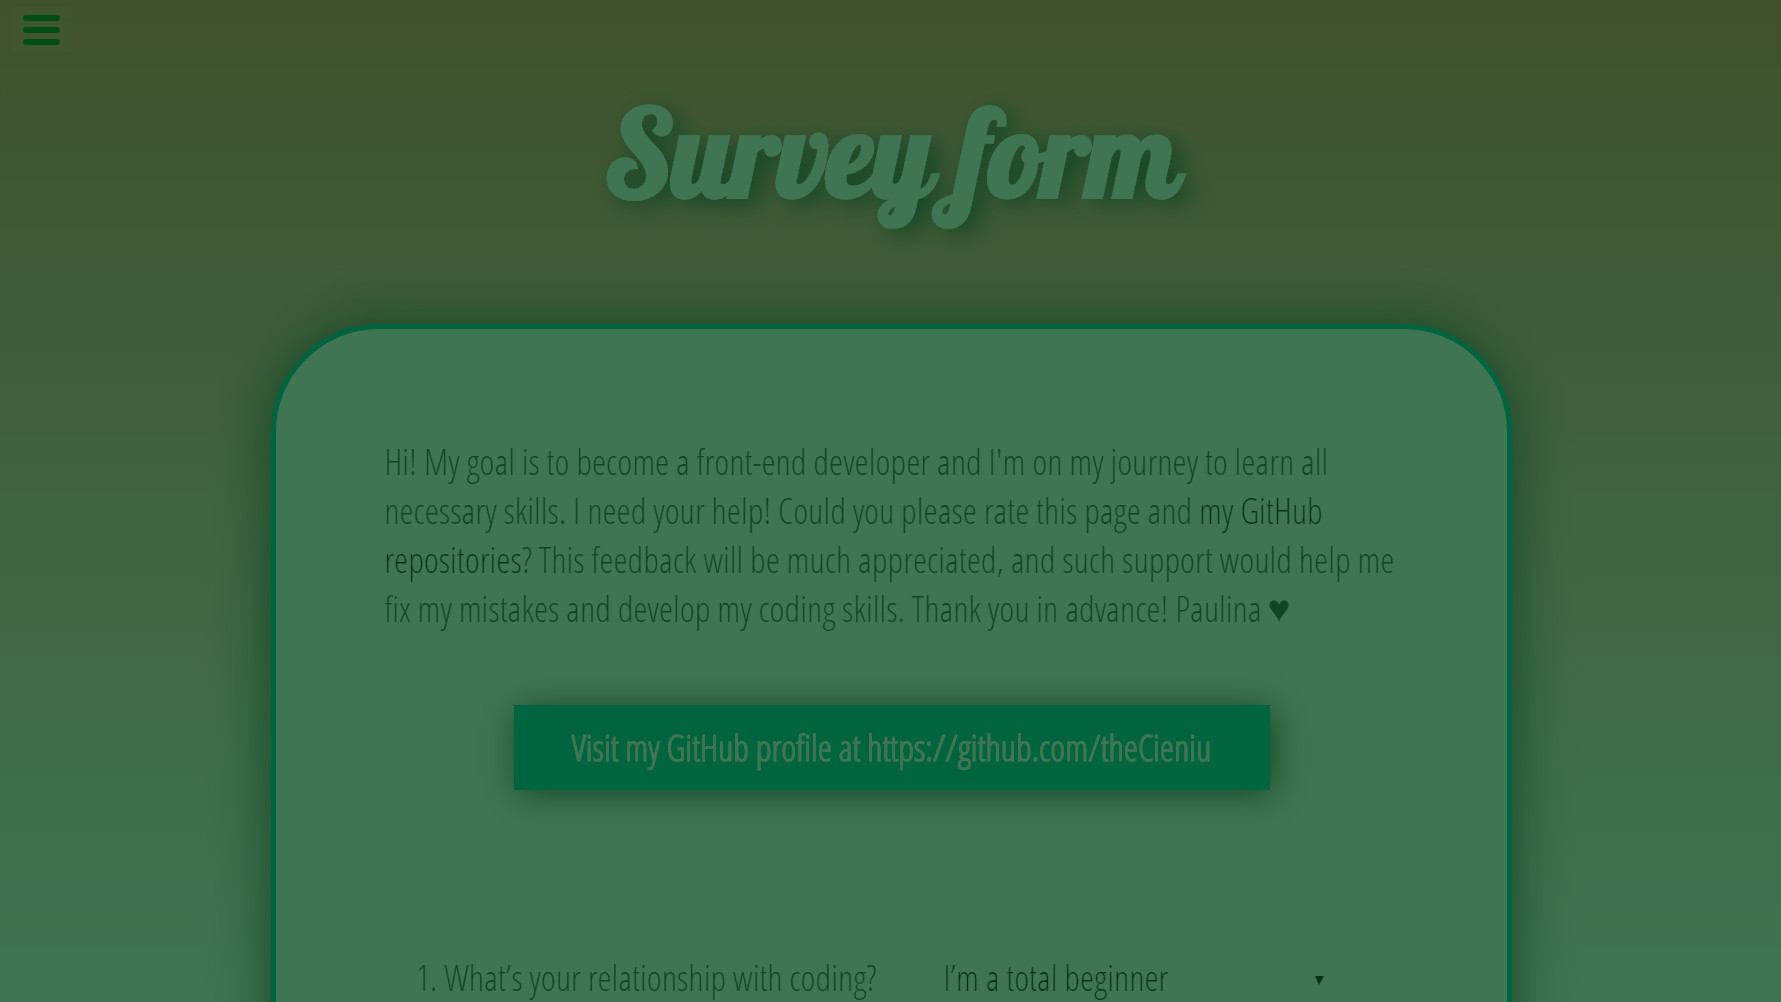 Survey form
Hi! My goal is to become a front-end developer and I'm on my journey to learn all
necessary skills. I need your help! Could you please rate this page and my GitHub
repositories? This feedback will be much appreciated, and such support would help me
fix my mistakes and develop my coding skills. Thank you in advance! Paulina ♥
Visit my GitHub profile at https://github.com/theCieniu
1. What’s your relationship with coding? I’m a total beginner ▼